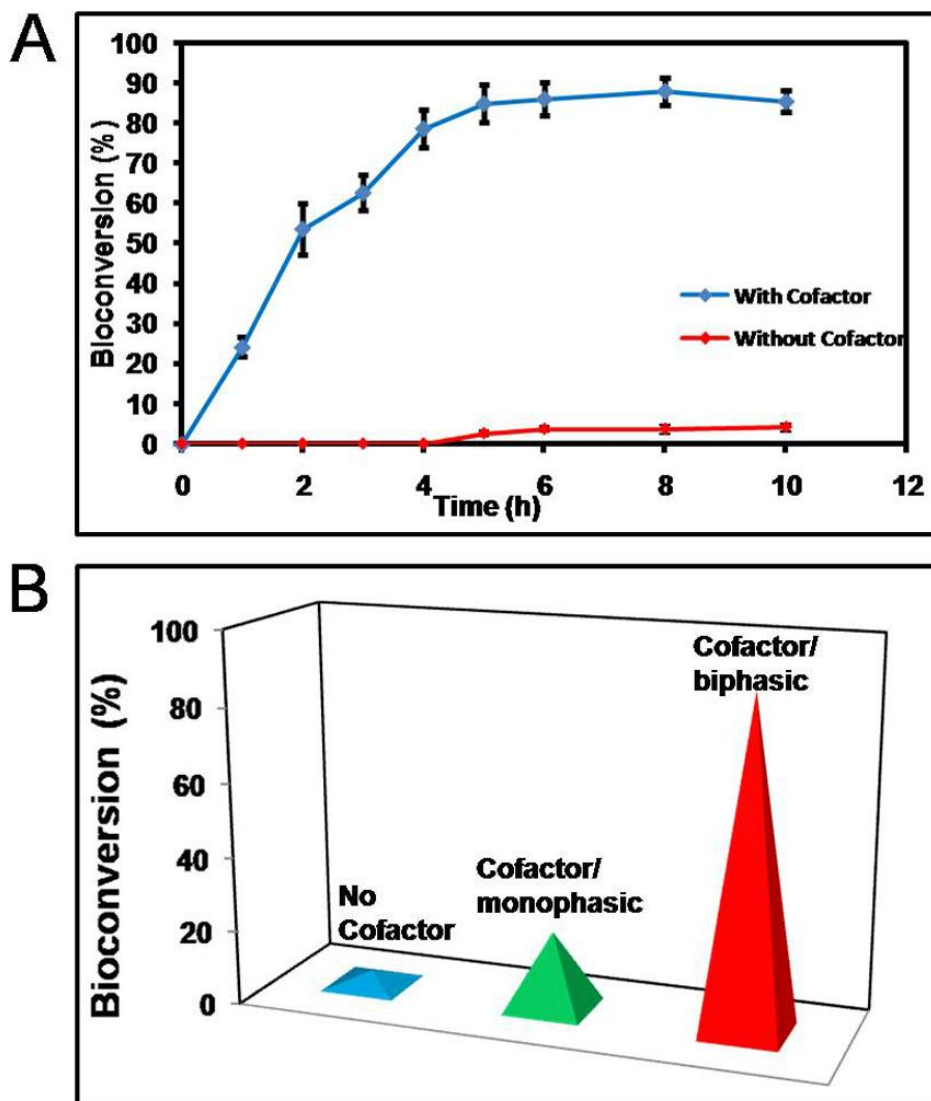 A
100
90
80
70
60
50
40
30
20
10
0
Bioconversion (%)
With Cofactor
Without Cofactor
0 2 4 6 8 10 12
Time (h)
B
100
80
60
40
20
0
Bioconversion (%)
No
Cofactor
Cofactor/
monophasic
Cofactor/
biphasic